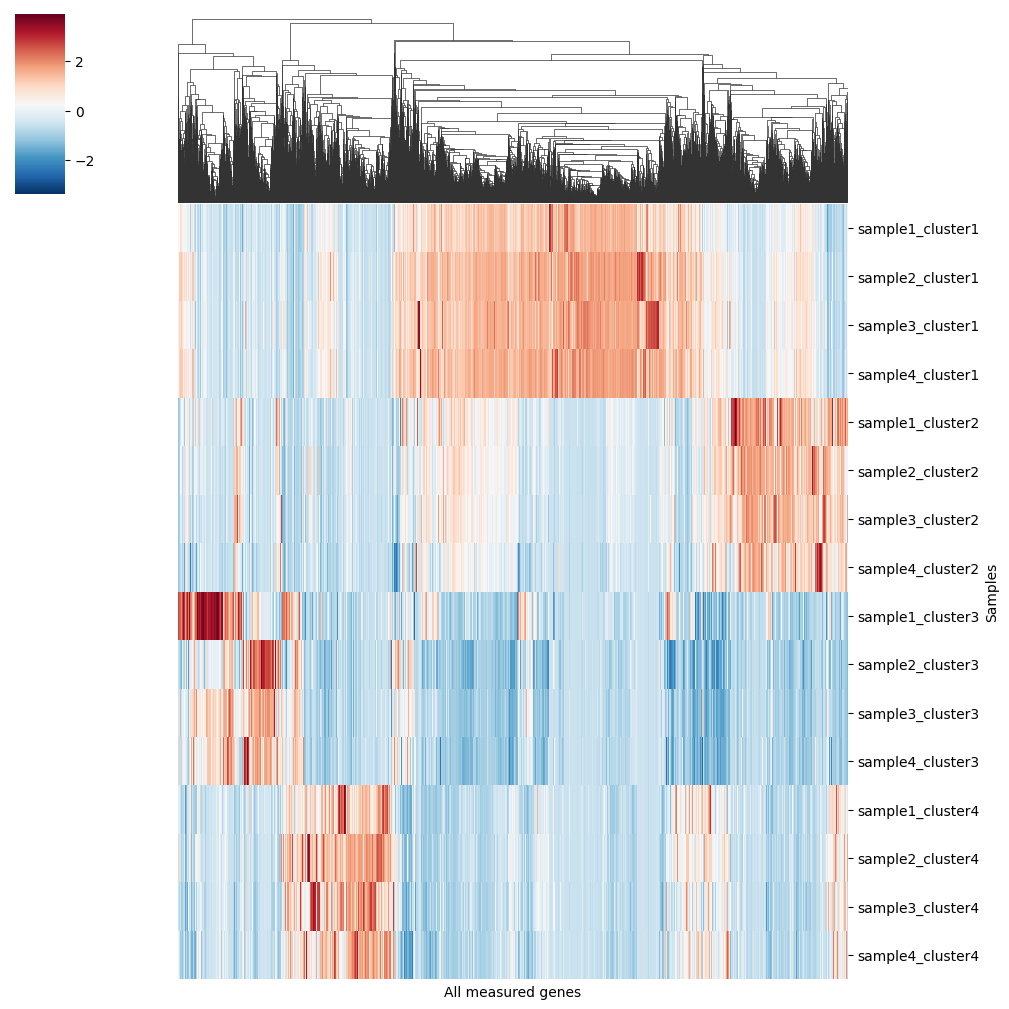 2
0
−2
sample1_cluster1
sample2_cluster1
sample3_cluster1
sample4_cluster1
sample1_cluster2
sample2_cluster2
sample3_cluster2
sample4_cluster2
sample1_cluster3
sample2_cluster3
sample3_cluster3
sample4_cluster3
sample1_cluster4
sample2_cluster4
sample3_cluster4
sample4_cluster4
Samples
All measured genes